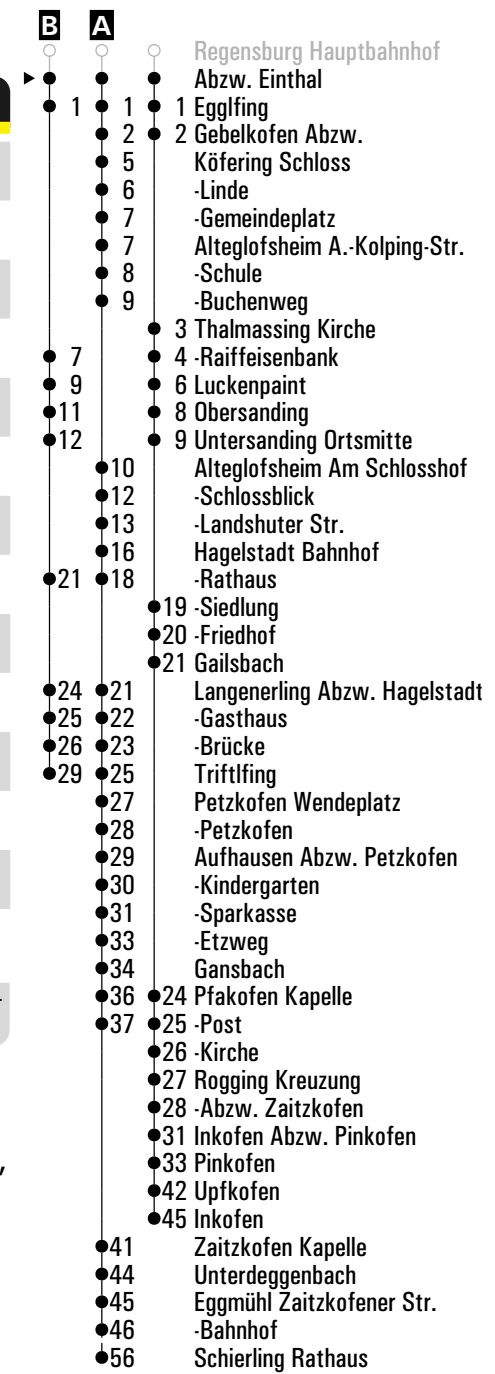 B A
Regensburg Hauptbahnhof
Abzw. Einthal
1 1 1 Egglfing
2 2 Gebelkofen Abzw.
5 Köfering Schloss
6 -Linde
7 -Gemeindeplatz
7 Alteglofsheim A.-Kolping-Str.
8 -Schule
9 -Buchenweg
3 Thalmassing Kirche
7 4 -Raiffeisenbank
9 6 Luckenpaint
11 8 Obersanding
12 9 Untersanding Ortsmitte
10 Alteglofsheim Am Schlosshof
12 -Schlossblick
13 -Landshuter Str.
16 Hagelstadt Bahnhof
21 18 -Rathaus
19 -Siedlung
20 -Friedhof
21 Gailsbach
24 21 Langenerling Abzw. Hagelstadt
25 22 -Gasthaus
26 23 -Brücke
29 25 Triftlfing
27 Petzkofen Wendeplatz
28 -Petzkofen
29 Aufhausen Abzw. Petzkofen
30 -Kindergarten
31 -Sparkasse
33 -Etzweg
34 Gansbach
36 24 Pfakofen Kapelle
37 25 -Post
26 -Kirche
27 Rogging Kreuzung
28 -Abzw. Zaitzkofen
31 Inkofen Abzw. Pinkofen
33 Pinkofen
42 Upfkofen
45 Inkofen
41 Zaitzkofen Kapelle
44 Unterdeggenbach
45 Eggmühl Zaitzkofener Str.
46 -Bahnhof
56 Schierling Rathaus